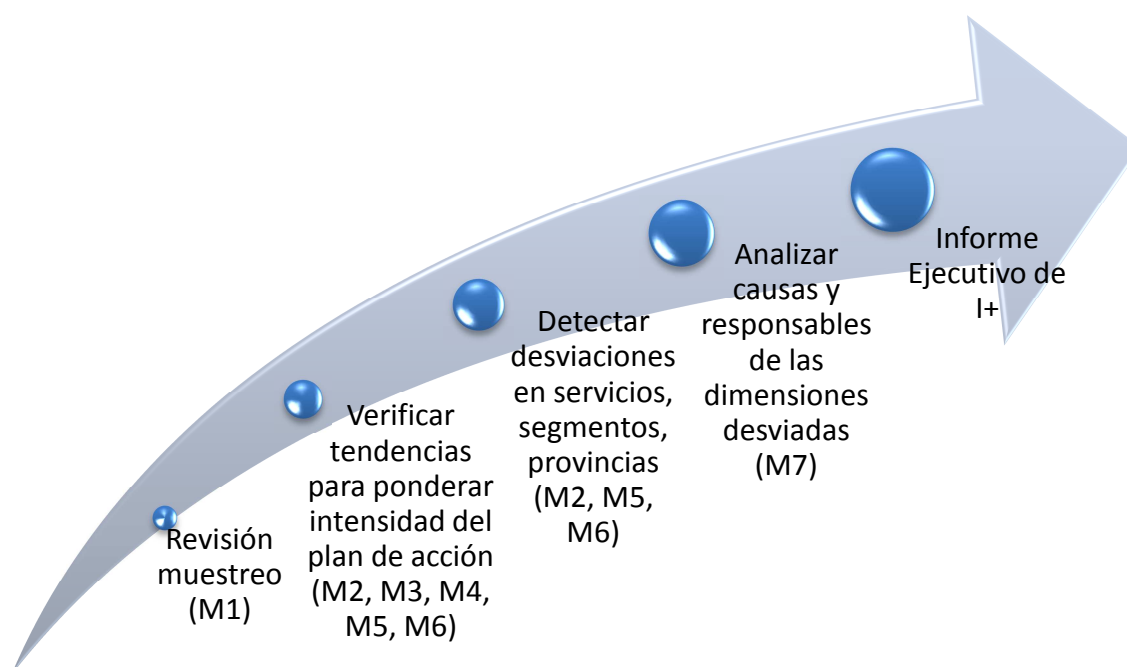 Revisión
muestreo
(M1)
Verificar
tendencias
para ponderar
intensidad del
plan de acción
(M2, M3, M4,
M5, M6)
Detectar
desviaciones
en servicios,
segmentos,
provincias
(M2, M5,
M6)
Analizar
causas y
responsables
de las
dimensiones
desviadas
(M7)
Informe
Ejecutivo de
I+